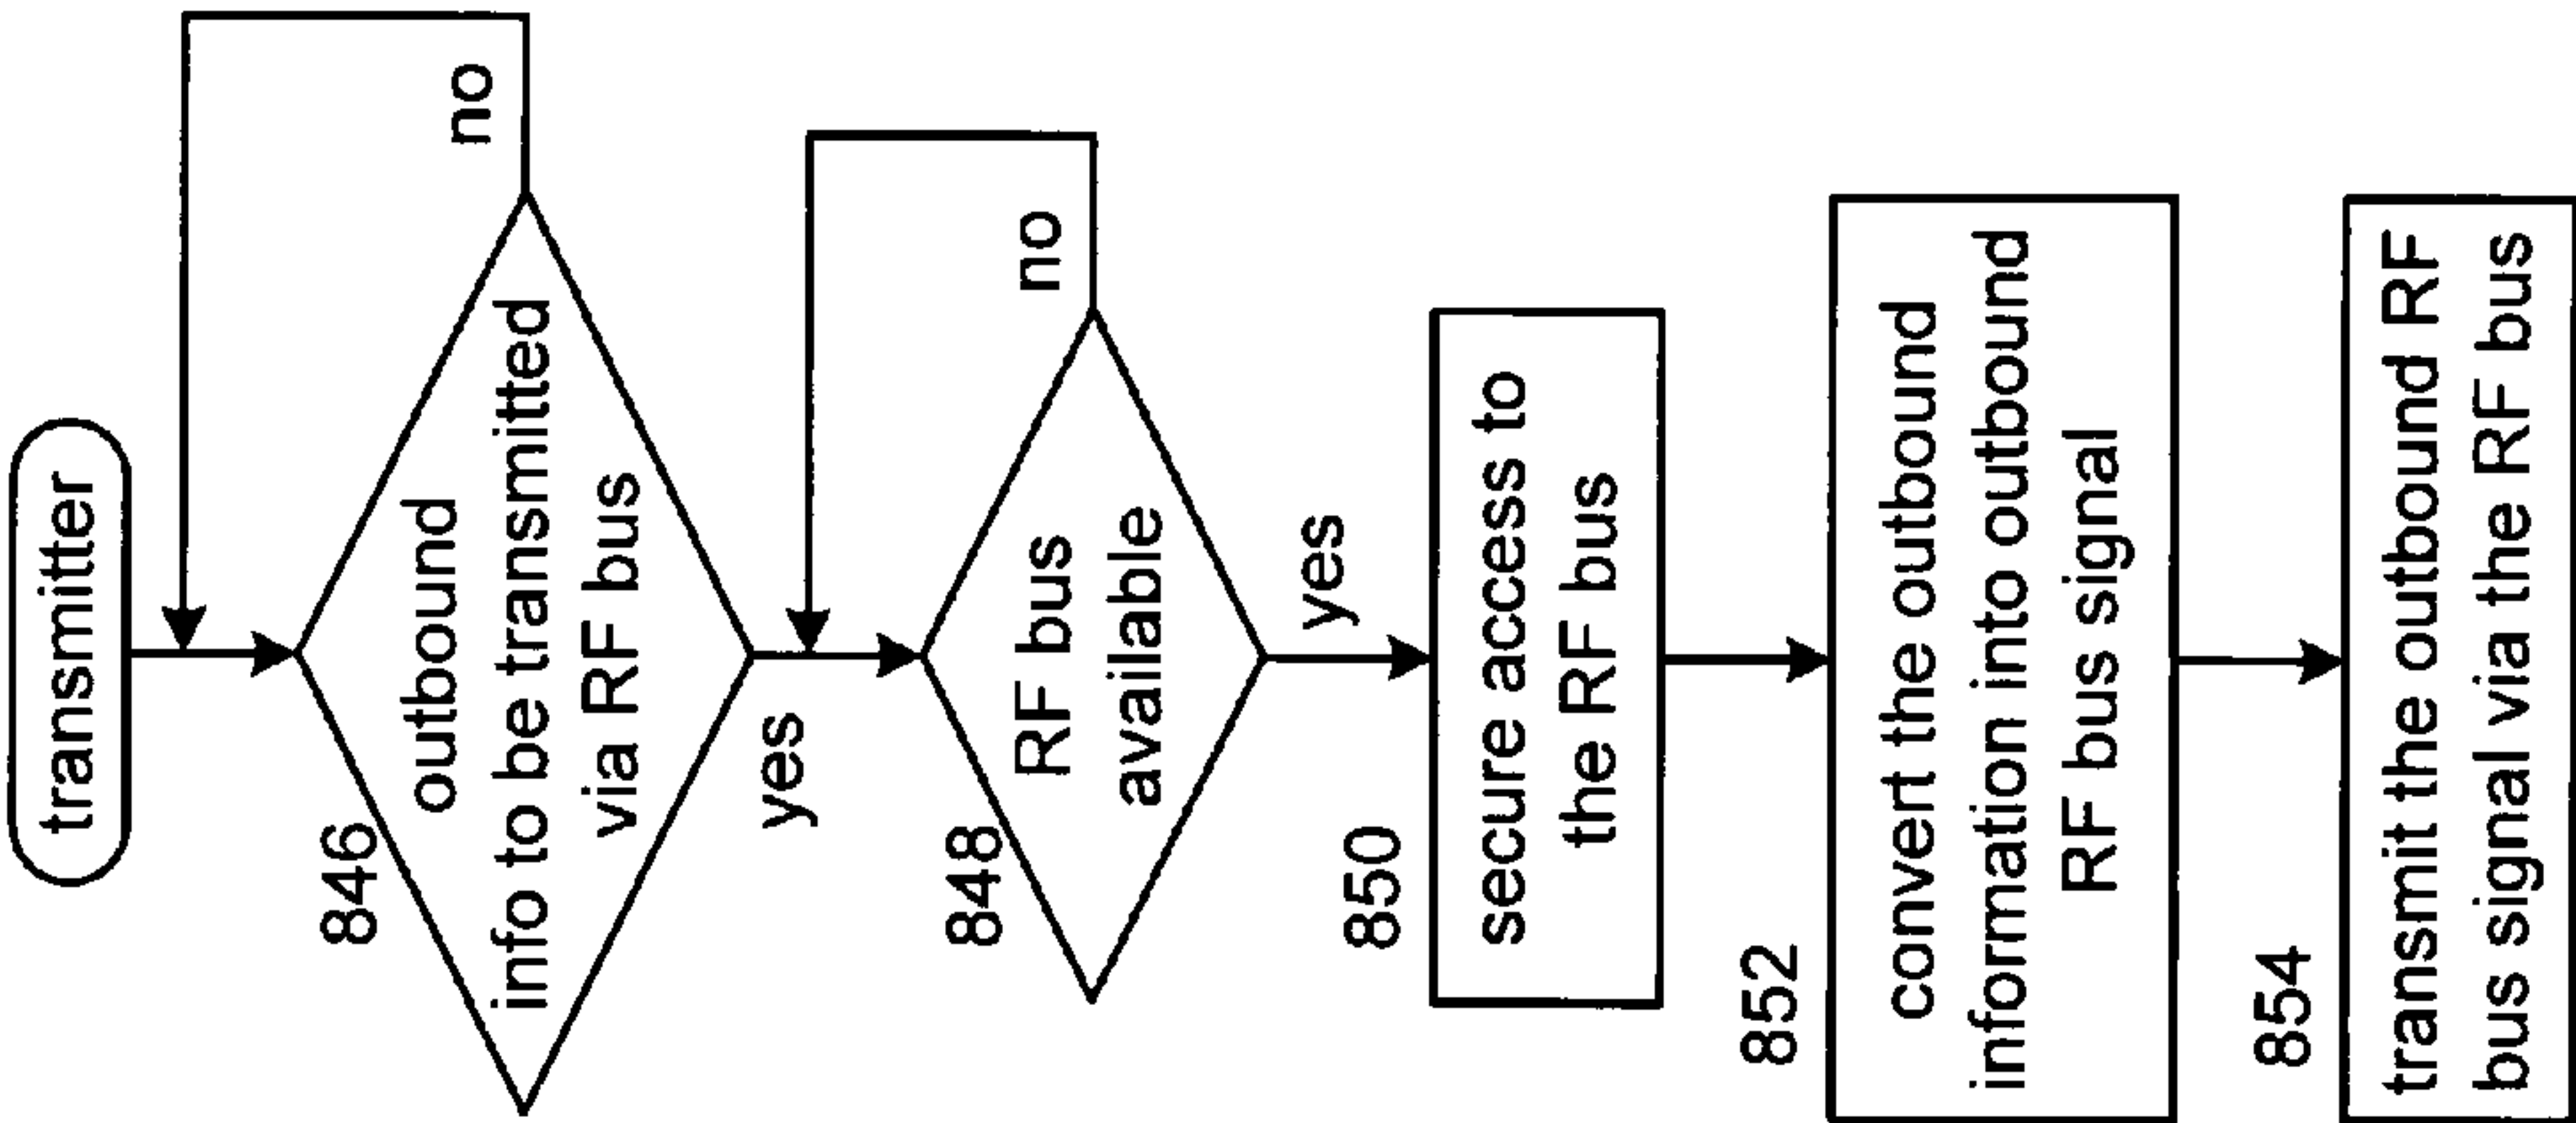 transmitter
846
outbound
info to be transmitted
via RF bus
no
yes
848
RF bus
available
no
yes
850
secure access to
the RF bus
852
convert the outbound
information into outbound
RF bus signal
854
transmit the outbound RF
bus signal via the RF bus